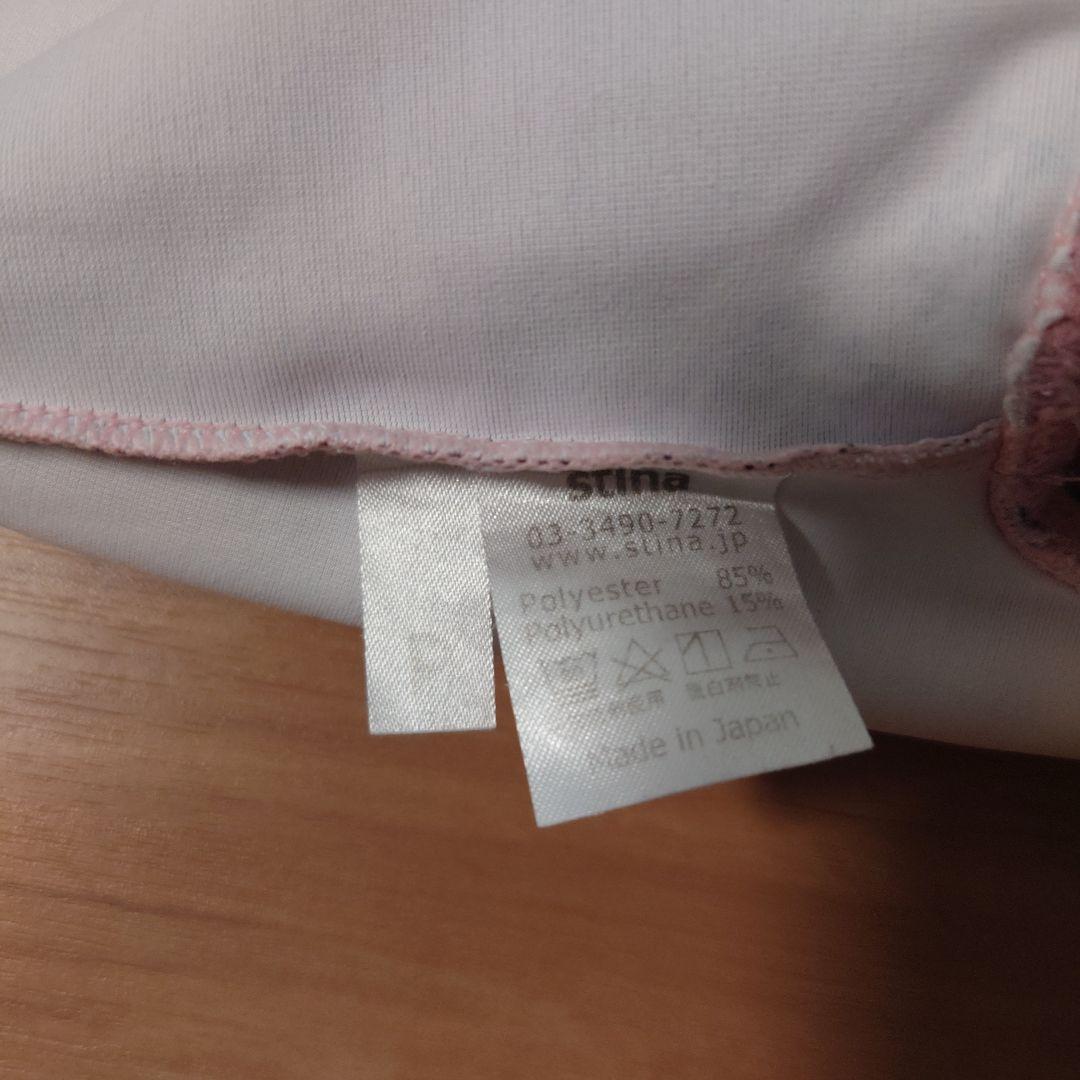 stina
03-3490-7272
www.stina.jp
Polyester 85%
Polyurethane 15%
Made in Japan